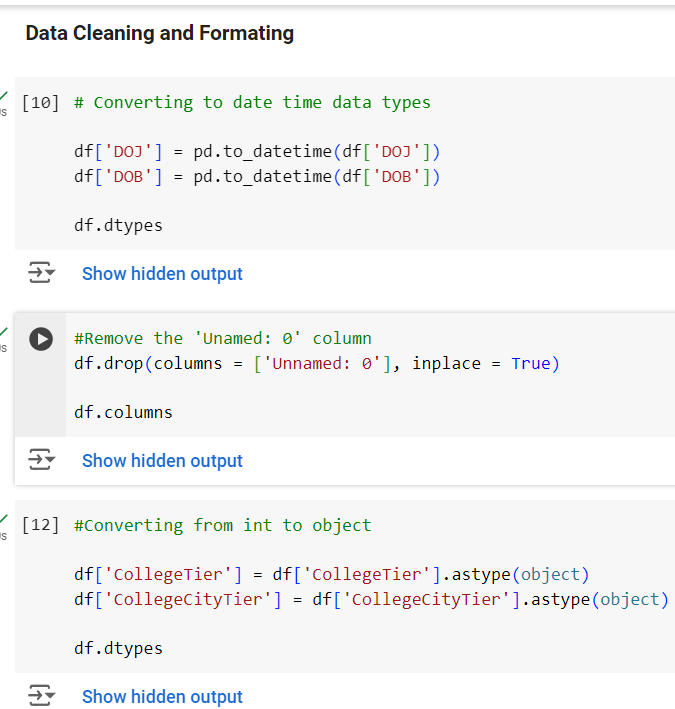 Data Cleaning and Formating
[10] # Converting to date time data types
df['DOJ'] = pd.to_datetime(df['DOJ'])
df['DOB'] = pd.to_datetime(df['DOB'])
df.dtypes
Show hidden output
#Remove the 'Unamed: 0' column
df.drop(columns = ['Unnamed: 0'], inplace = True)
df.columns
Show hidden output
[12] #Converting from int to object
df['CollegeTier'] = df['CollegeTier'].astype(object)
df['CollegeCityTier'] = df['CollegeCityTier'].astype(object)
df.dtypes
Show hidden output